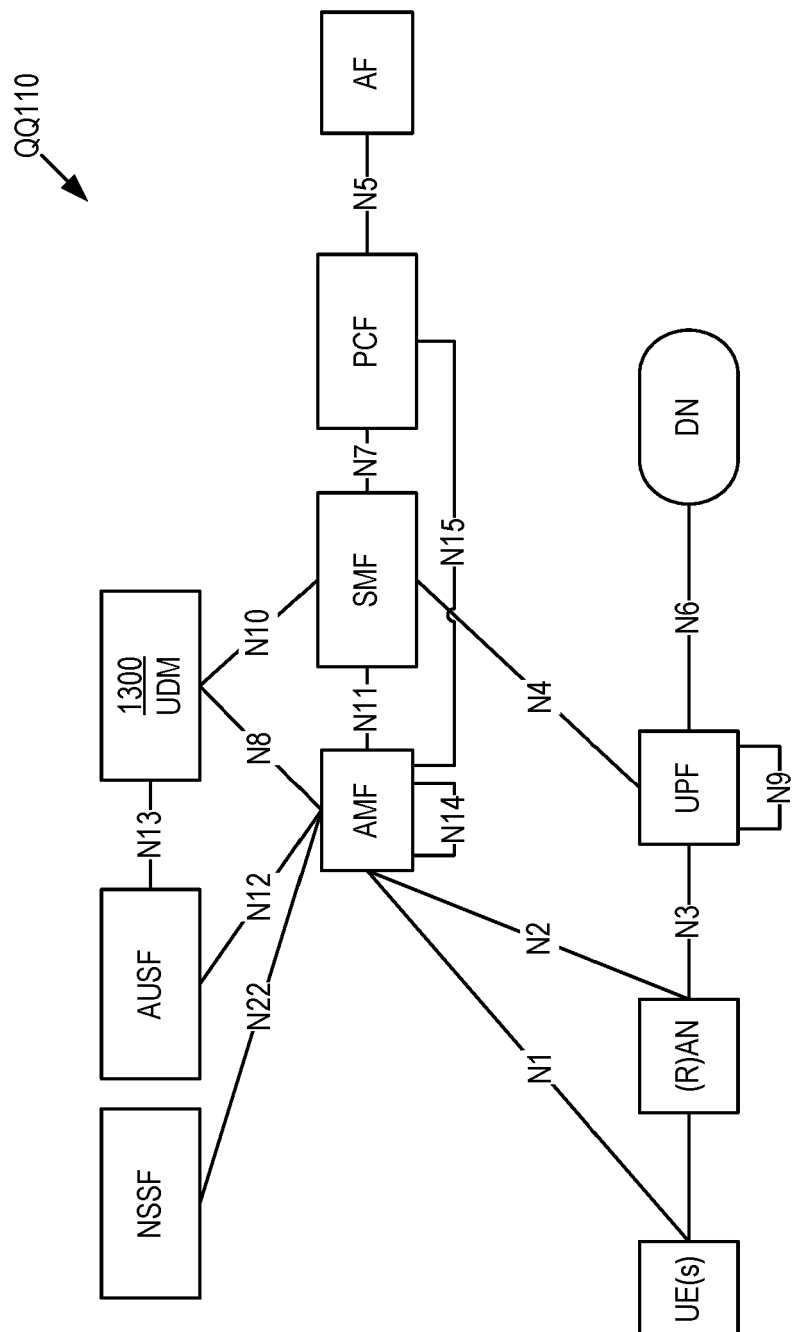 QQ110
NSSF
AUSF
N13
1300
UDM
N22
N12
N8
N10
AMF
N11
SMF
N7
PCF
N5
AF
N14
N15
N1
N2
N4
UE(s)
(R)AN
N3
UPF
N6
DN
N9